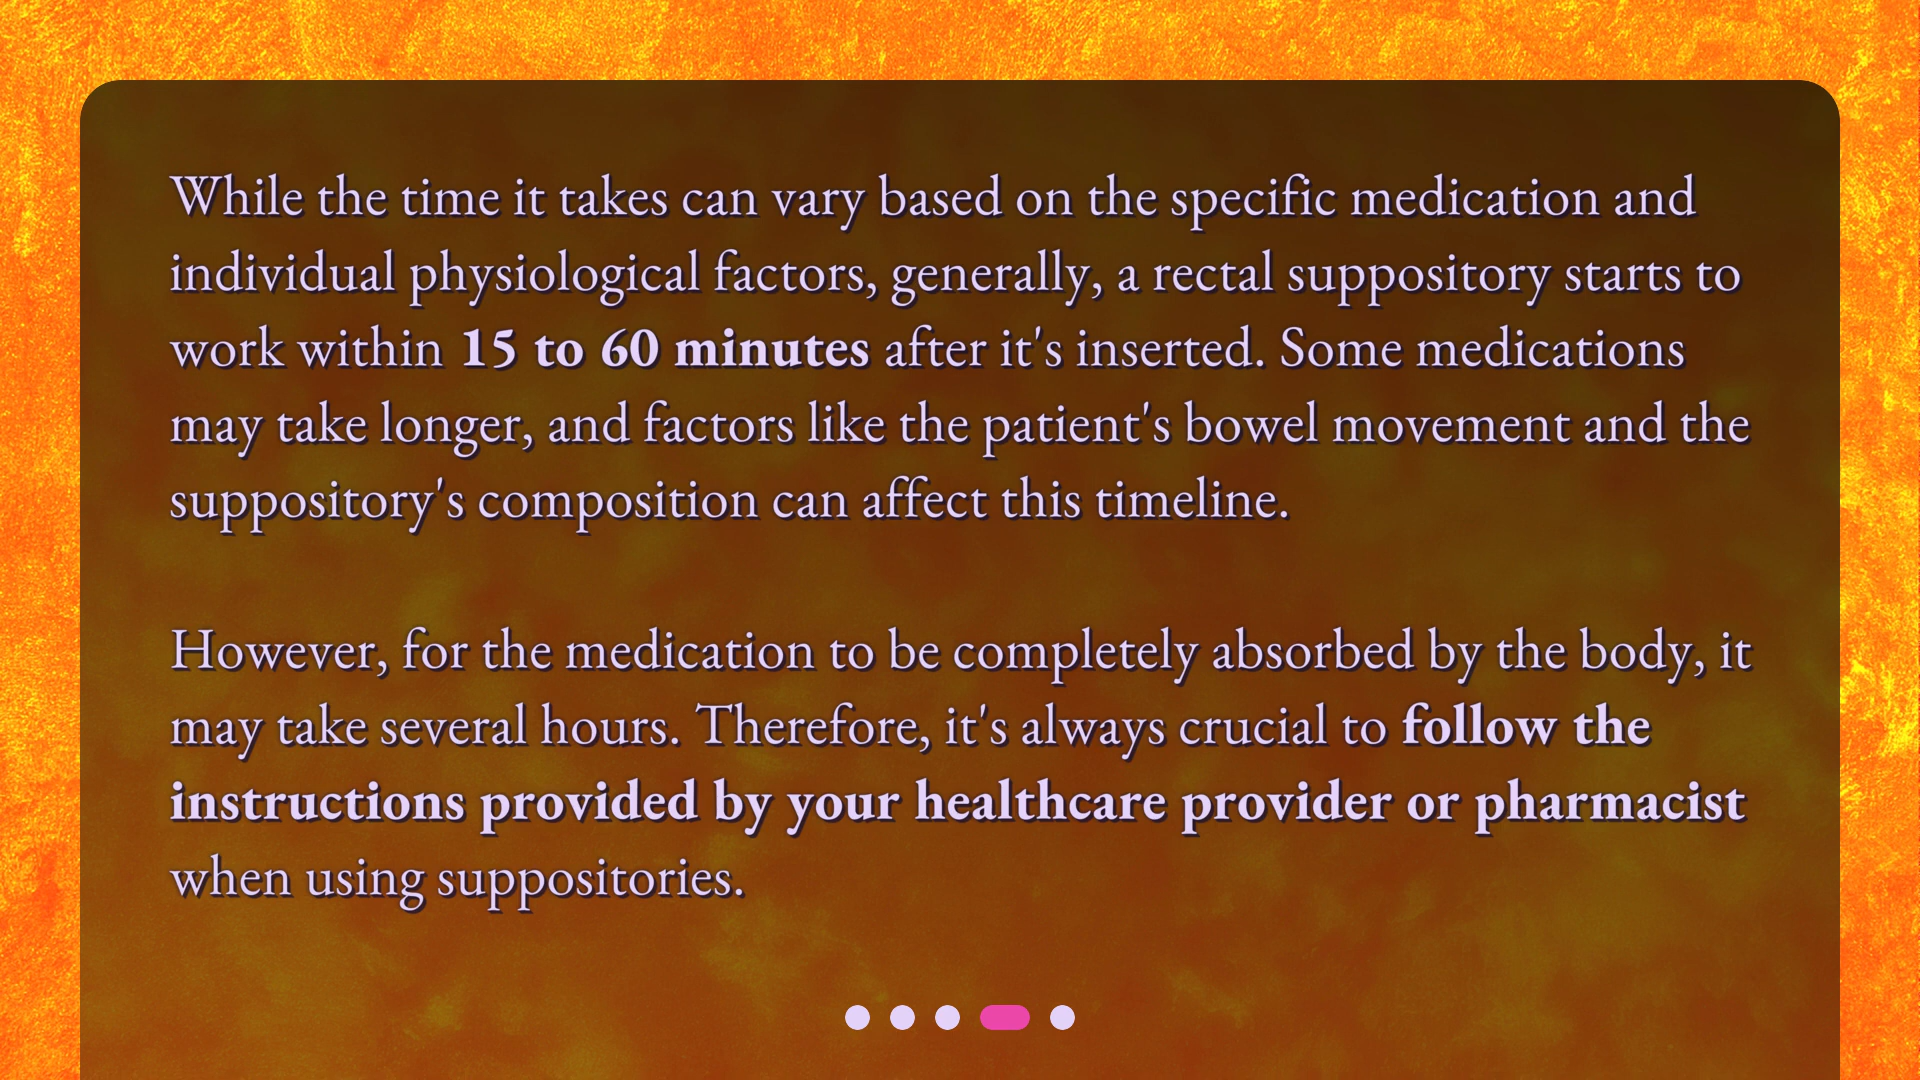 While the time it takes can vary based on the specific medication and
individual physiological factors, generally, a rectal suppository starts to
work within 15 to 60 minutes after it's inserted. Some medications
may take longer, and factors like the patient's bowel movement and the
suppository's composition can affect this timeline.
However, for the medication to be completely absorbed by the body, it
may take several hours. Therefore, it's always crucial to follow the
instructions provided by your healthcare provider or pharmacist
when using suppositories.